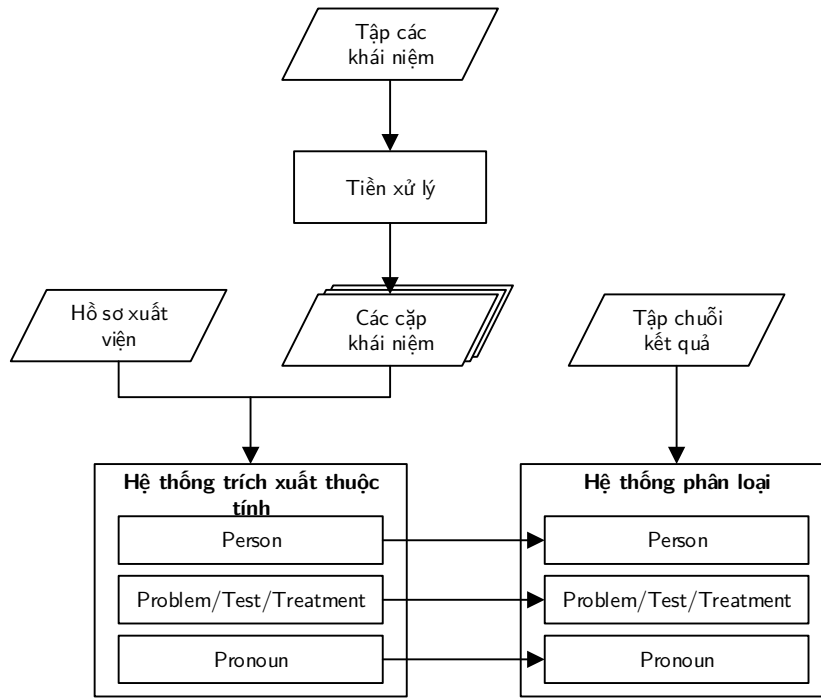 Tập các
khái niệm
Tiền xử lý
Hồ sơ xuất
viện
Các cặp
khái niệm
Tập chuỗi
kết quả
Hệ thống trích xuất thuộc
tính
Person
Problem/Test/Treatment
Pronoun
Hệ thống phân loại
Person
Problem/Test/Treatment
Pronoun